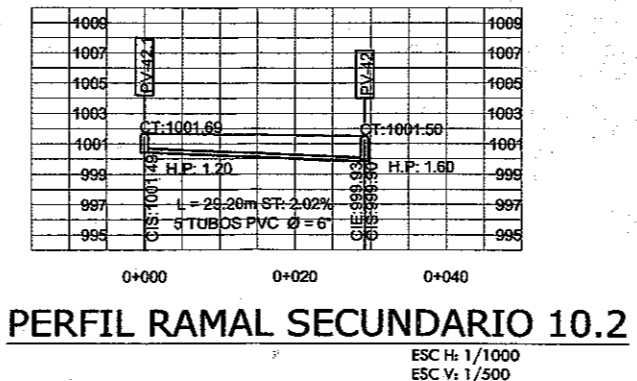 1009 1009
1007 1007
1005 1005
1003 1003
1001 1001
999 999
997 997
995 995
PV-42.1
PV-42
CT:1001.69
CT:1001.50
H.P: 1.20
H.P: 1.60
CIS:1001.49
CIE:999.93
CIS:999.90
L = 29.20m ST: 2.02%
5 TUBOS PVC Ø = 6"
0+000 0+020 0+040
PERFIL RAMAL SECUNDARIO 10.2
ESC H: 1/1000
ESC V: 1/500